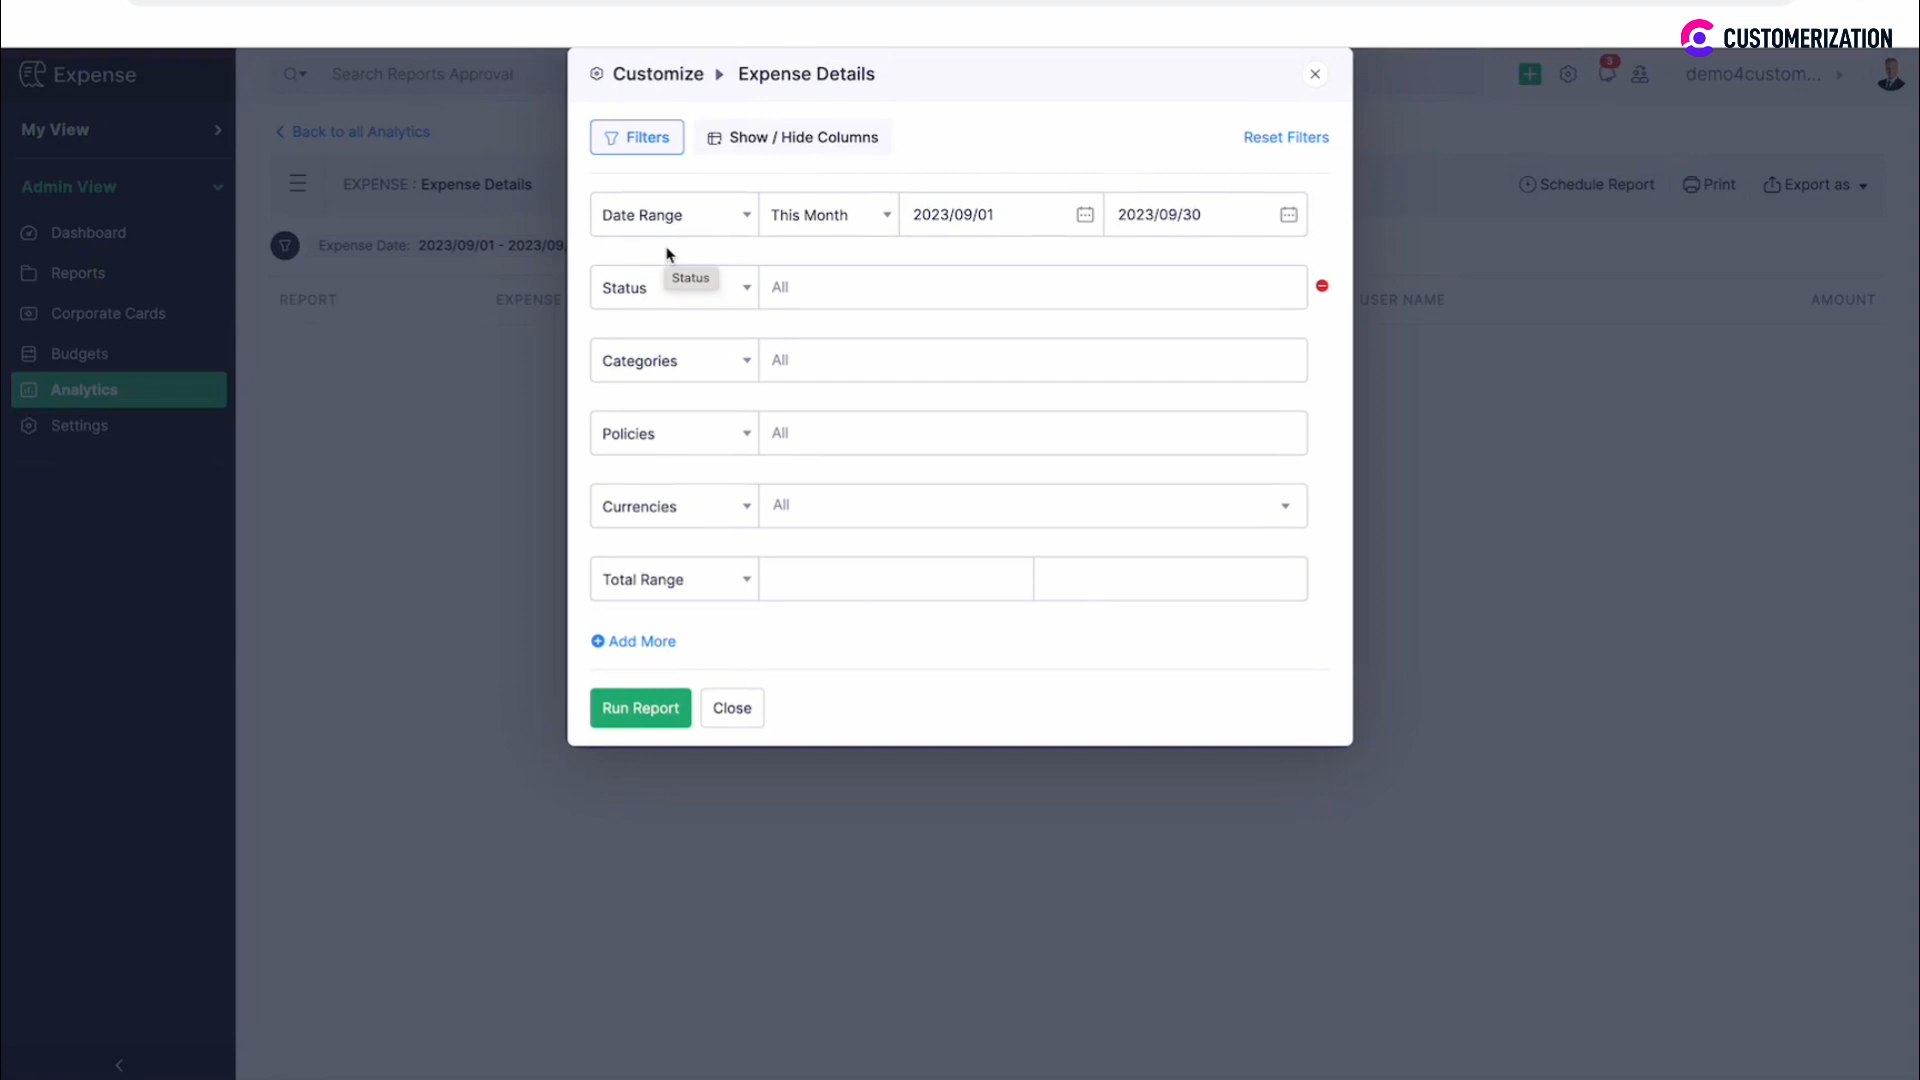 CUSTOMERIZATION
Expense
Search Reports Approval
Customize Expense Details
3
demo4custom...
My View
Back to all Analytics
Filters Show / Hide Columns Reset Filters
Admin View
EXPENSE : Expense Details
Schedule Report Print Export as
Date Range This Month 2023/09/01 2023/09/30
Dashboard
Expense Date: 2023/09/01 - 2023/09/
Reports
Status
Status All
REPORT EXPENSE USER NAME AMOUNT
Corporate Cards
Budgets
Categories All
Analytics
Settings
Policies All
Currencies All
Total Range
Add More
Run Report Close